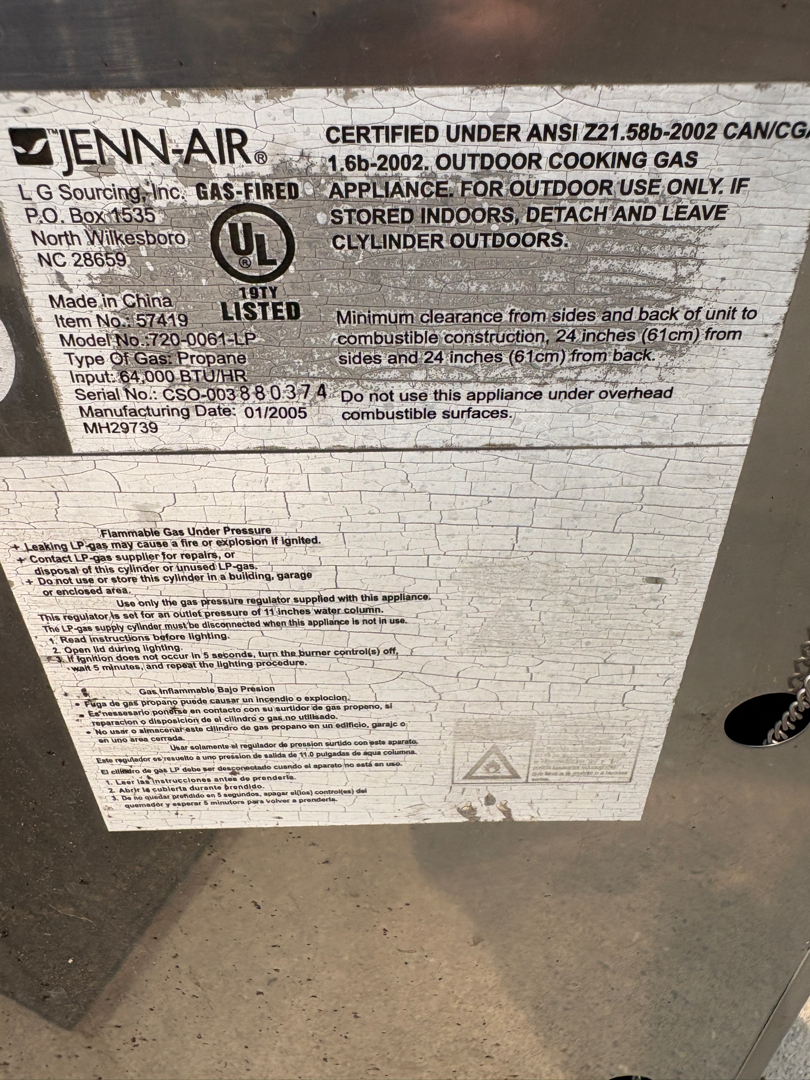 JENN-AIR®
L G Sourcing, Inc.
P.O. Box 1535
North Wilkesboro
NC 28659
GAS-FIRED
UL ®
19TY
LISTED
Made in China
Item No.: 57419
Model No.:720-0061-LP
Type Of Gas: Propane
Input: 64,000 BTU/HR
Serial No.: CSO-003880374
Manufacturing Date: 01/2005
MH29739
CERTIFIED UNDER ANSI Z21.58b-2002 CAN/CGA
1.6b-2002. OUTDOOR COOKING GAS
APPLIANCE. FOR OUTDOOR USE ONLY. IF
STORED INDOORS, DETACH AND LEAVE
CLYLINDER OUTDOORS.
Minimum clearance from sides and back of unit to
combustible construction, 24 inches (61cm) from
sides and 24 inches (61cm) from back.
Do not use this appliance under overhead
combustible surfaces.
Flammable Gas Under Pressure
+ Leaking LP-gas may cause a fire or explosion if ignited.
+ Contact LP-gas supplier for repairs, or
disposal of this cylinder or unused LP-gas.
+ Do not use or store this cylinder in a building, garage
or enclosed area.
Use only the gas pressure regulator supplied with this appliance.
This regulator is set for an outlet pressure of 11 inches water column.
The LP-gas supply cylinder must be disconnected when this appliance is not in use.
1. Read instructions before lighting.
2. Open lid during lighting.
3. If ignition does not occur in 5 seconds, turn the burner control(s) off,
wait 5 minutes, and repeat the lighting procedure.
Gas Inflammable Bajo Presion
• Fuga de gas propano puede causar un incendio o explocion.
• Es nessesario ponerse en contacto con su surtidor de gas propeno, si
reparacion o disposicion de el cilindro o gas no utilisado.
• No usar o almacenar este cilindro de gas propano en un edificio, garaje o
en uno area cerrada.
Usar solamente al regulador de pression surtido con este aparato.
Este regulador es resuelto a uno pression de salida de 11.0 pulgadas de aqua columna.
El cilindro de gas LP debe ser desconectado cuando el aparato no está en uso.
1. Leer las instrucciones antes de prenderla.
2. Abrir la cubierta durante prendido.
3. De no quedar prendido en 5 segundos, apagar el(los) control(es) del
quemador y esperar 5 minutors para volver a prenderla.